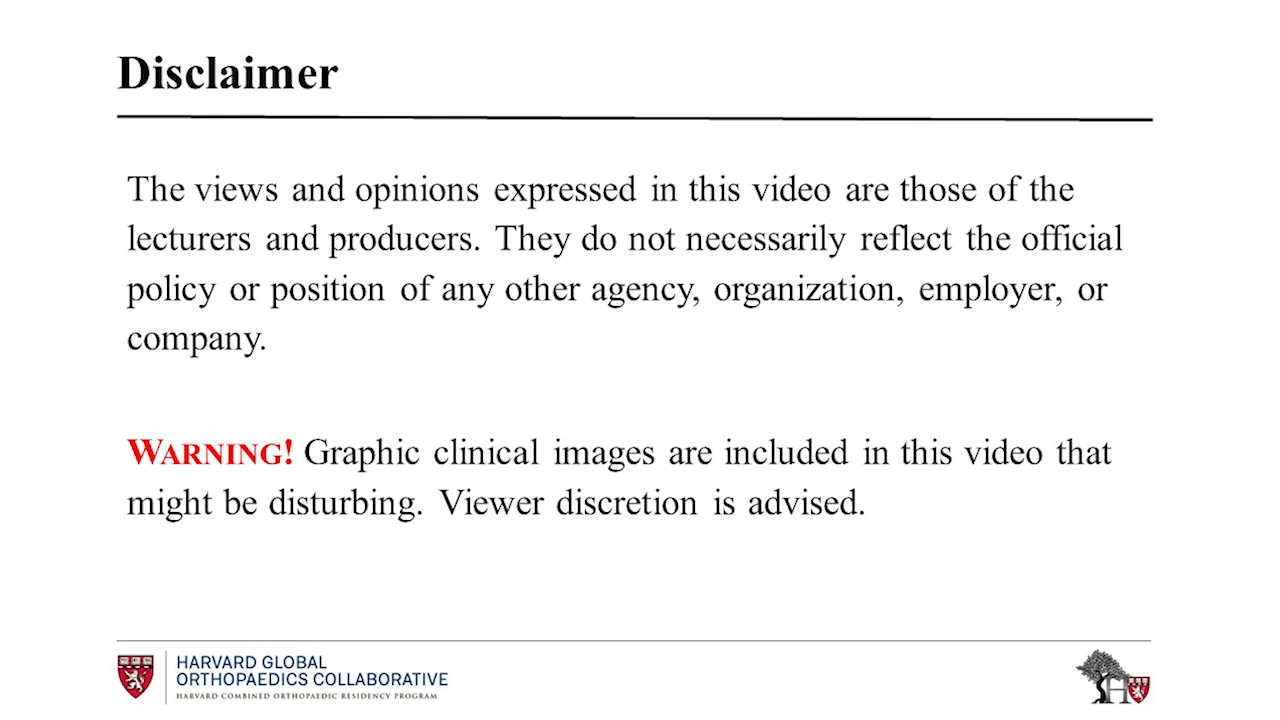 Disclaimer
The views and opinions expressed in this video are those of the
lecturers and producers. They do not necessarily reflect the official
policy or position of any other agency, organization, employer, or
company.
WARNING! Graphic clinical images are included in this video that
might be disturbing. Viewer discretion is advised.
HARVARD GLOBAL
ORTHOPAEDICS COLLABORATIVE
HARVARD COMBINED ORTHOPAEDIC RESIDENCY PROGRAM
H